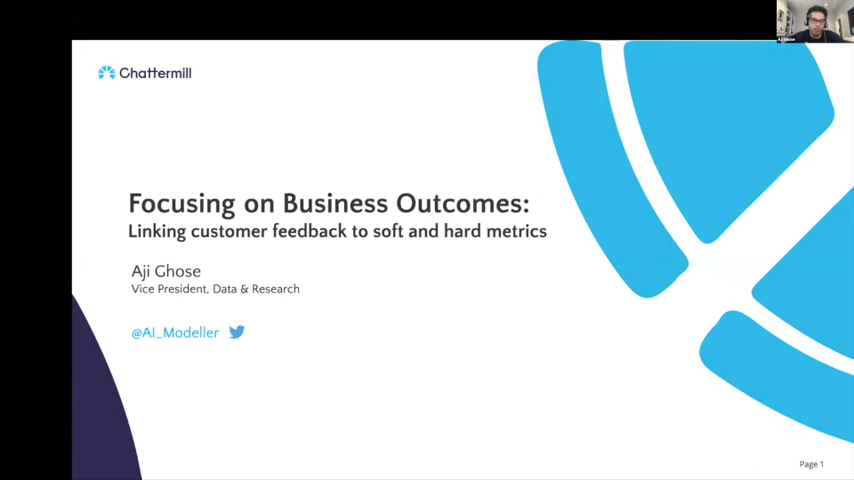 Chattermill
Focusing on Business Outcomes:
Linking customer feedback to soft and hard metrics
Aji Ghose
Vice President, Data & Research
@AI_Modeller
Page 1